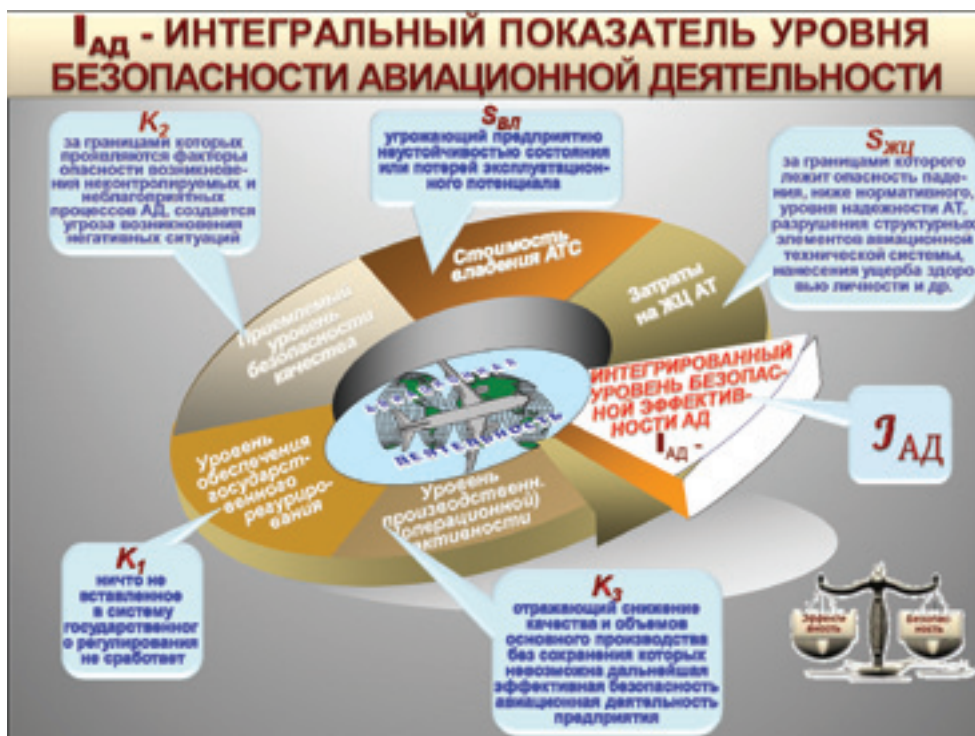 I АД - ИНТЕГРАЛЬНЫЙ ПОКАЗАТЕЛЬ УРОВНЯ
БЕЗОПАСНОСТИ АВИАЦИОННОЙ ДЕЯТЕЛЬНОСТИ
K2
за границами которых
проявляются факторы
опасности возникнове-
ния неконтролируемых и
неблагоприятных
процессов АД, создается
угроза возникновения
негативных ситуаций
Sвл
угрожающий предприятию
неустойчивостью состояния
или потерей эксплуатацион-
ного потенциала
Sжц
за границами которого
лежит опасность паде-
ния, ниже нормативного,
уровня надежности АТ,
разрушения структурных
элементов авиационной
технической системы,
нанесения ущерба здоро
вью личности и др.
Стоимость
владения АТС
Затраты
на ЖЦ АТ
Приемлемый
уровень
безопасности
качества
ИНТЕГРИРОВАННЫЙ
УРОВЕНЬ БЕЗОПАС-
НОЙ ЭФФЕКТИВ-
НОСТИ АД
I АД -
ДЕЯТЕЛЬНОСТЬ
Уровень
обеспечения
государст-
венного
регулиро-
вания
Уровень
производственн.
(операционной)
активности
I АД
K1
ничто не
вставленное
в систему
государственног
о регулирования
не сработает
K3
отражающий снижение
качества и объемов
основного производства
без сохранения которых
невозможна дальнейшая
эффективная безопасность
авиационная деятельность
предприятия
Эффекти
вность
Безопас-
ность